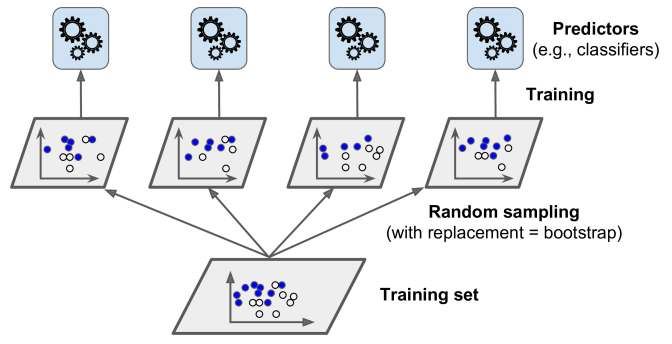 Predictors
(e.g., classifiers)
Training
Random sampling
(with replacement = bootstrap)
Training set